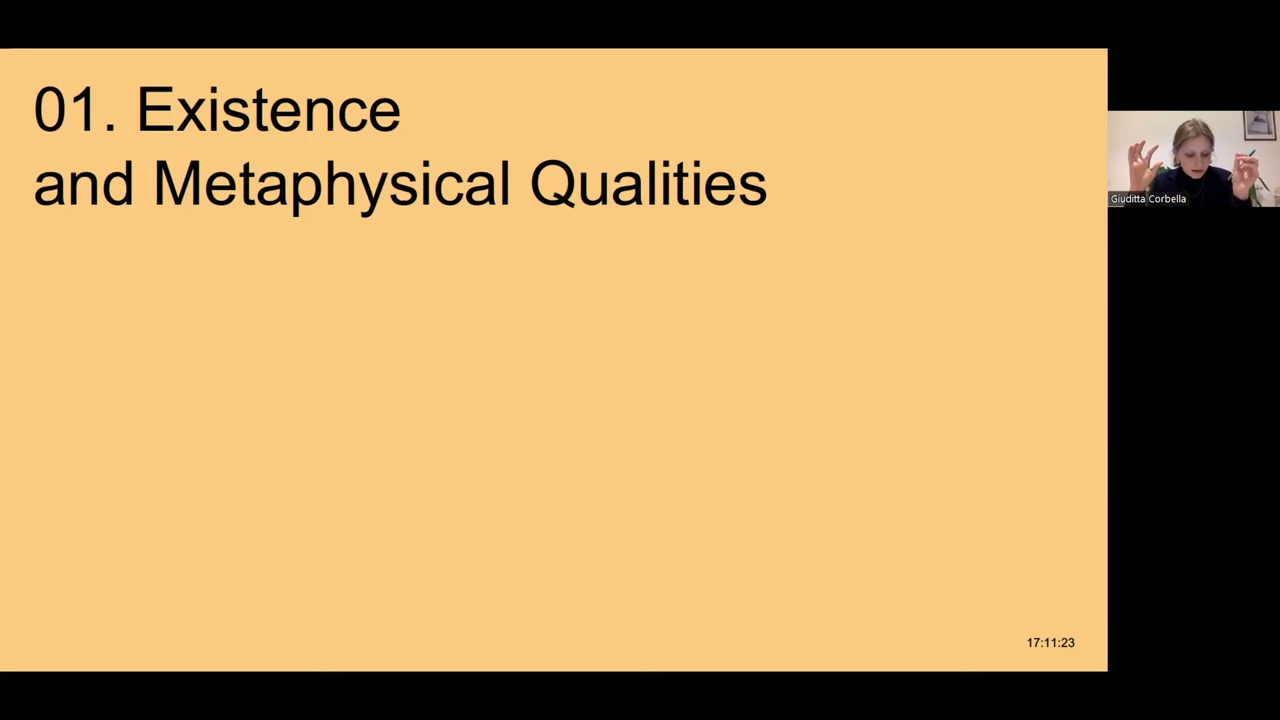 01. Existence
and Metaphysical Qualities
Giuditta Corbella
17:11:23